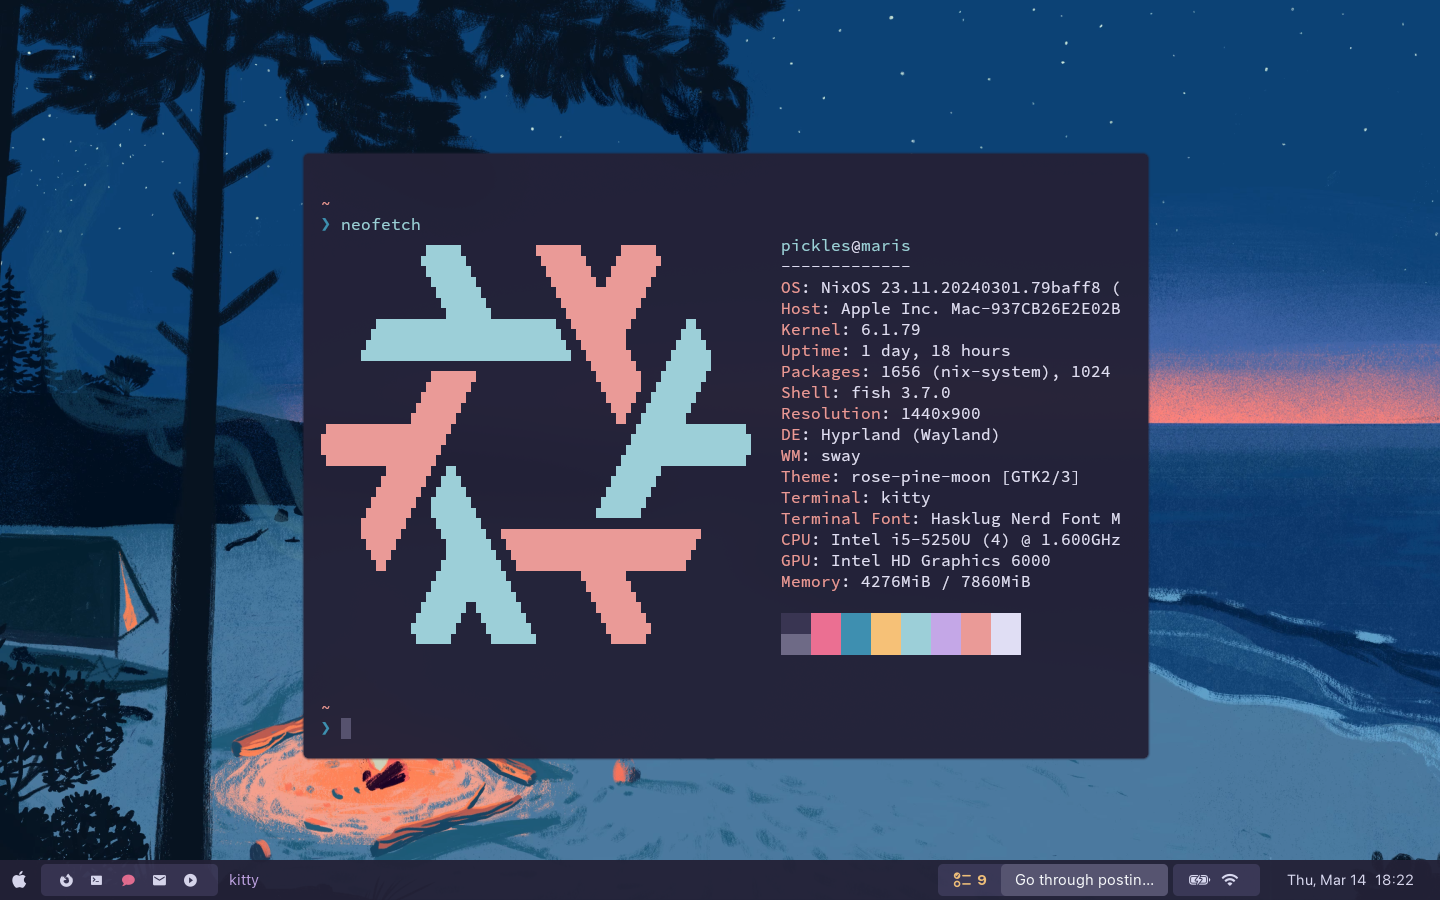 ~
❯ neofetch
pickles@maris
-------------
OS: NixOS 23.11.20240301.79baff8 (
Host: Apple Inc. Mac-937CB26E2E02B
Kernel: 6.1.79
Uptime: 1 day, 18 hours
Packages: 1656 (nix-system), 1024
Shell: fish 3.7.0
Resolution: 1440x900
DE: Hyprland (Wayland)
WM: sway
Theme: rose-pine-moon [GTK2/3]
Terminal: kitty
Terminal Font: Hasklug Nerd Font M
CPU: Intel i5-5250U (4) @ 1.600GHz
GPU: Intel HD Graphics 6000
Memory: 4276MiB / 7860MiB
~
❯
kitty
9
Go through postin...
Thu, Mar 14 18:22